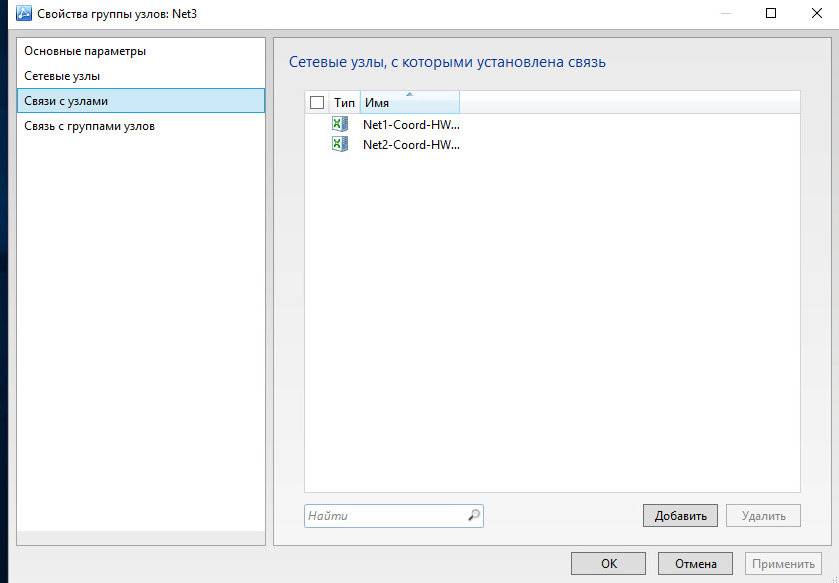 Свойства группы узлов: Net3
Основные параметры
Сетевые узлы
Связи с узлами
Связь с группами узлов
Сетевые узлы, с которыми установлена связь
Тип Имя
Net1-Coord-HW...
Net2-Coord-HW...
Найти
Добавить
Удалить
ОК
Отмена
Применить